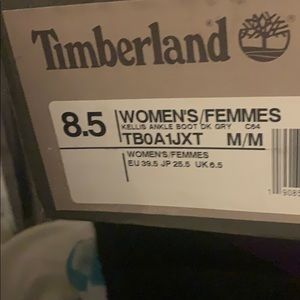 Timberland
8.5 WOMEN'S/FEMMES
KELLIS ANKLE BOOT DK GRY C64
TB0A1JXT M/M
WOMEN'S/FEMMES
EU 39.5 JP 25.5 UK 6.5